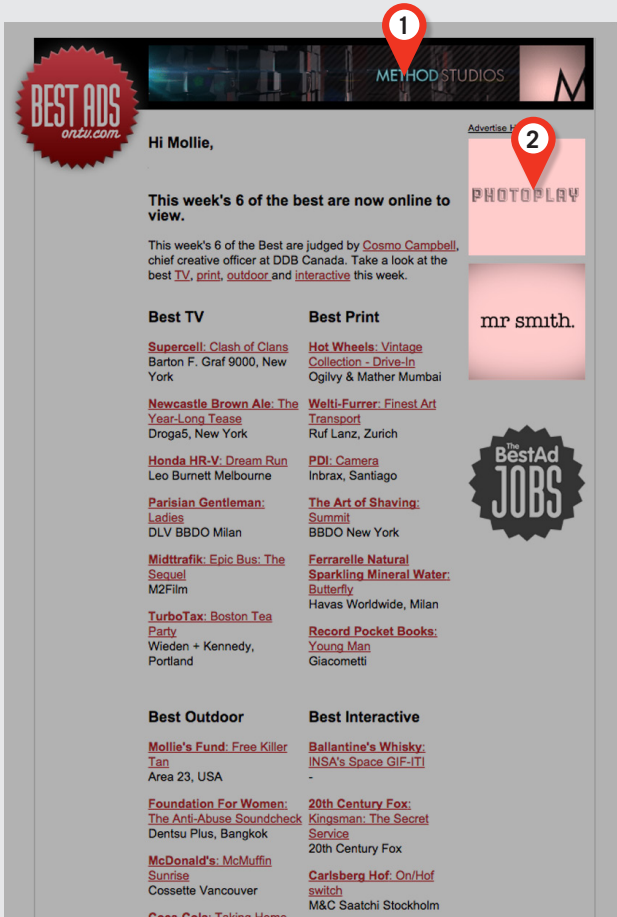 1
METHOD STUDIOS
M
BEST ADS
ontv.com
2
PHOTOPLAY
mr smith.
The
BestAd
JOBS
Hi Mollie,
This week's 6 of the best are now online to
view.
This week's 6 of the Best are judged by Cosmo Campbell,
chief creative officer at DDB Canada. Take a look at the
best TV, print, outdoor and interactive this week.
Best TV
Supercell: Clash of Clans
Barton F. Graf 9000, New
York
Newcastle Brown Ale: The
Year-Long Tease
Droga5, New York
Honda HR-V: Dream Run
Leo Burnett Melbourne
Parisian Gentleman:
Ladies
DLV BBDO Milan
Midttrafik: Epic Bus: The
Sequel
M2Film
TurboTax: Boston Tea
Party
Wieden + Kennedy,
Portland
Best Print
Hot Wheels: Vintage
Collection - Drive-In
Ogilvy & Mather Mumbai
Welti-Furrer: Finest Art
Transport
Ruf Lanz, Zurich
PDI: Camera
Inbrax, Santiago
The Art of Shaving:
Summit
BBDO New York
Ferrarelle Natural
Sparkling Mineral Water:
Butterfly
Havas Worldwide, Milan
Record Pocket Books:
Young Man
Giacometti
Best Outdoor
Mollie's Fund: Free Killer
Tan
Area 23, USA
Foundation For Women:
The Anti-Abuse Soundcheck
Dentsu Plus, Bangkok
McDonald's: McMuffin
Sunrise
Cossette Vancouver
Coca-Cola: Taking Home
Best Interactive
Ballantine's Whisky:
INSA's Space GIF-ITI
-
20th Century Fox:
Kingsman: The Secret
Service
20th Century Fox
Carlsberg Hof: On/Hof
switch
M&C Saatchi Stockholm
Advertise